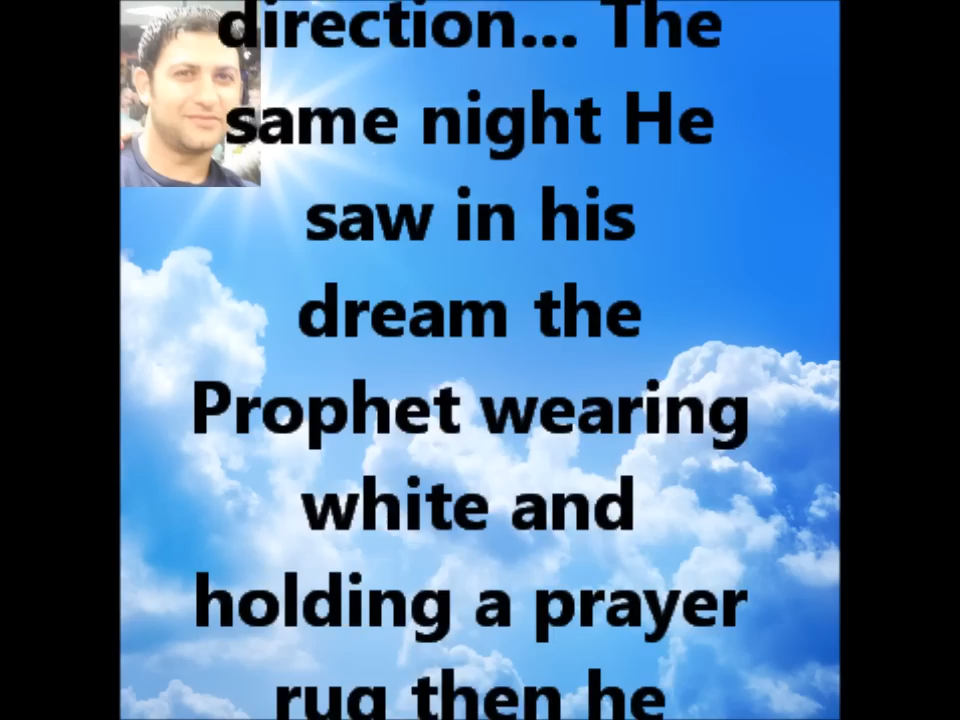 direction... The
same night He
saw in his
dream the
Prophet wearing
white and
holding a prayer
rug then he